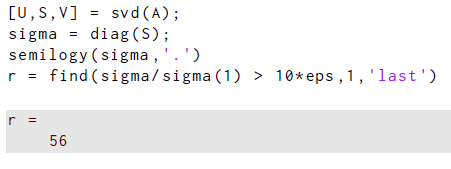 [U,S,V] = svd(A);
sigma = diag(S);
semilogy(sigma,'.')
r = find(sigma/sigma(1) > 10*eps,1,'last')
r =
56